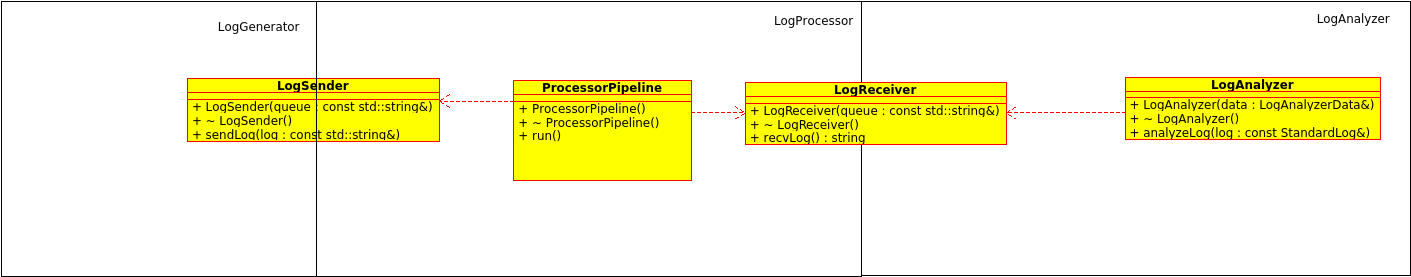 LogGenerator
LogProcessor
LogAnalyzer
LogSender
+ LogSender(queue : const std::string&)
+ ~ LogSender()
+ sendLog(log : const std::string&)
ProcessorPipeline
+ ProcessorPipeline()
+ ~ ProcessorPipeline()
+ run()
LogReceiver
+ LogReceiver(queue : const std::string&)
+ ~ LogReceiver()
+ recvLog() : string
LogAnalyzer
+ LogAnalyzer(data : LogAnalyzerData&)
+ ~ LogAnalyzer()
+ analyzeLog(log : const StandardLog&)